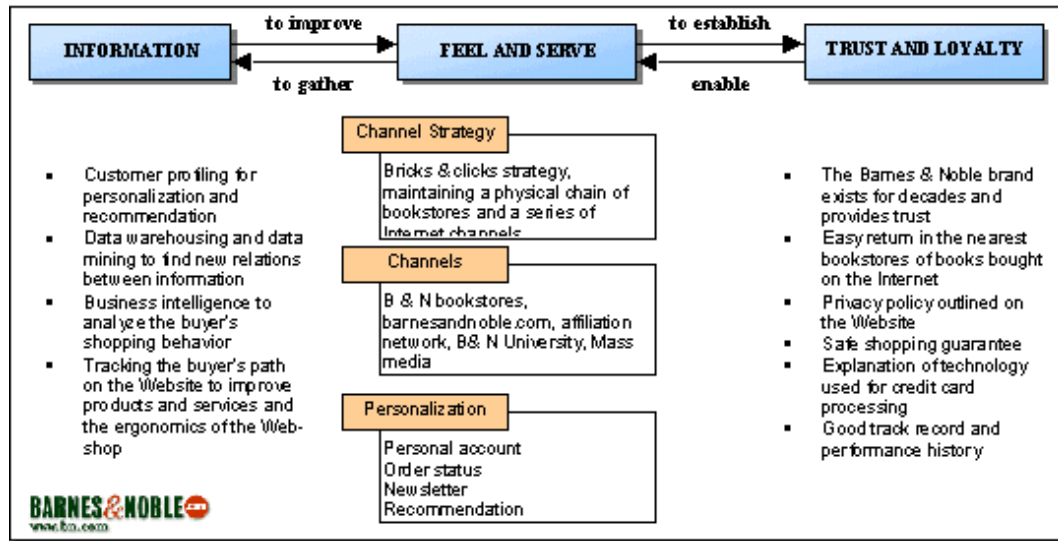 to improve
to establish
INFORMATION
FEEL AND SERVE
TRUST AND LOYALTY
to gather
enable
▪ Customer profiling for
personalization and
recommendation
▪ Data warehousing and data
mining to find new relations
between information
▪ Business intelligence to
analyze the buyer's
shopping behavior
▪ Tracking the buyer's path
on the Website to improve
products and services and
the ergonomics of the Web-
shop
Channel Strategy
Bricks & clicks strategy,
maintaining a physical chain of
bookstores and a series of
Internet channels
Channels
B & N bookstores,
barnesandnoble.com, affiliation
network, B& N University, Mass
media
Personalization
Personal account
Order status
Newsletter
Recommendation
▪ The Barnes & Noble brand
exists for decades and
provides trust
▪ Easy return in the nearest
bookstores of books bought
on the Internet
▪ Privacy policy outlined on
the Website
▪ Safe shopping guarantee
▪ Explanation of technology
used for credit card
processing
▪ Good track record and
performance history
BARNES&NOBLE
www.bn.com